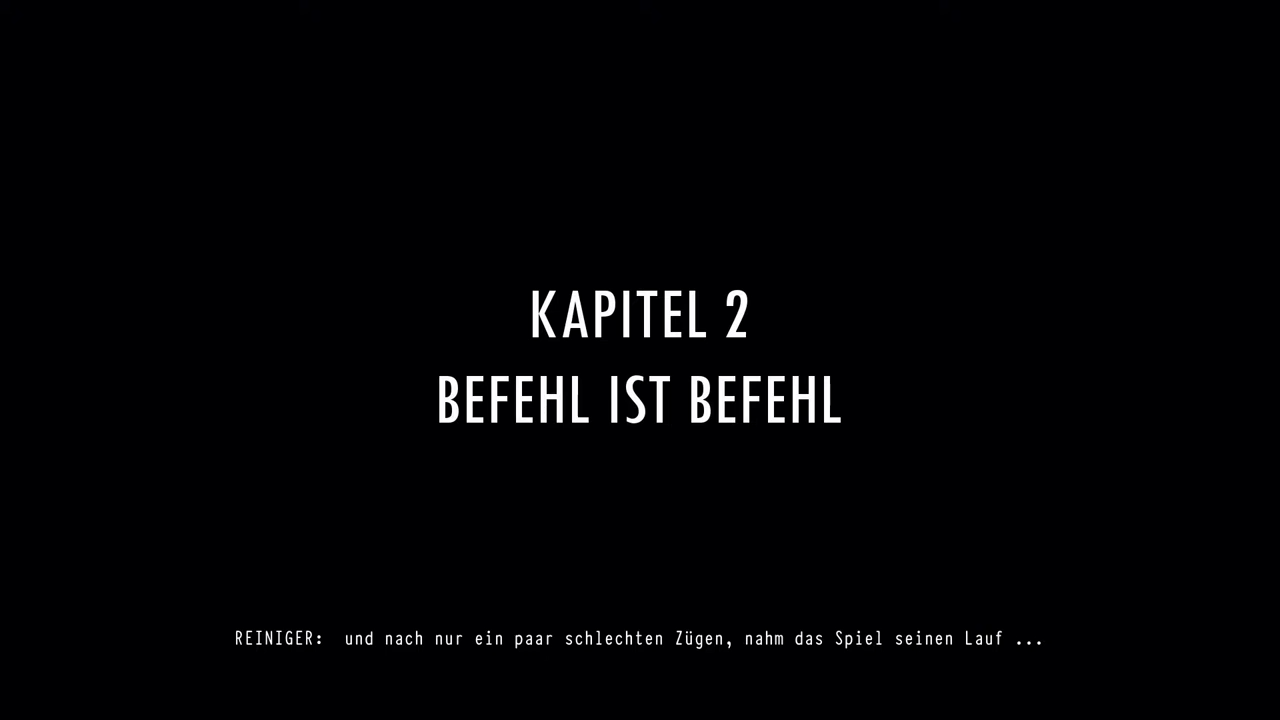 KAPITEL 2
BEFEHL IST BEFEHL
REINIGER: und nach nur ein paar schlechten Zügen, nahm das Spiel seinen Lauf ...